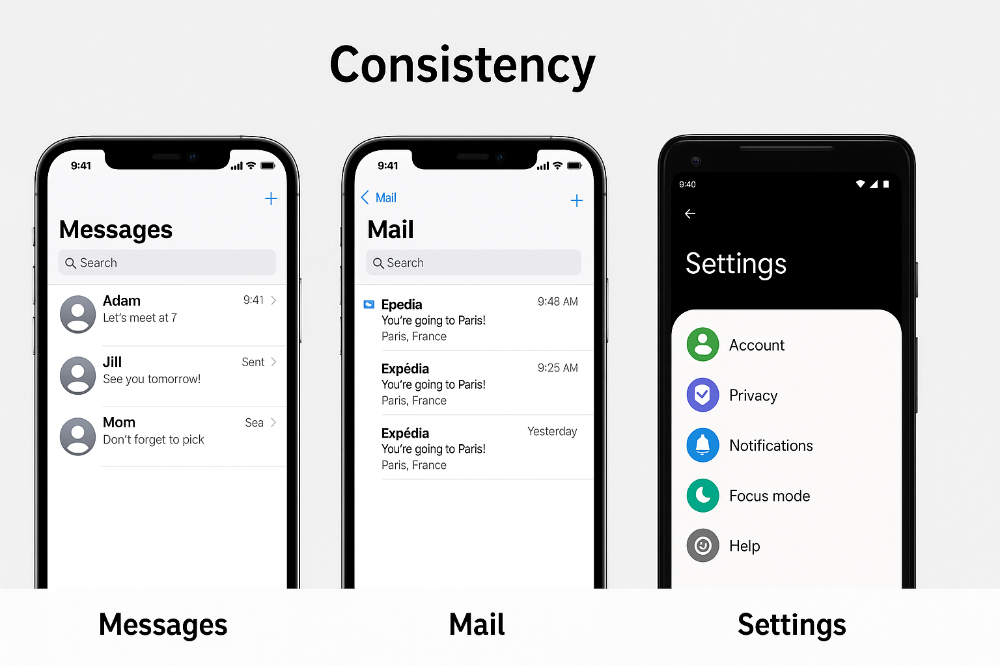 Consistency
9:41
Messages
Search
Adam
9:41
Let's meet at 7
Jill
Sent
See you tomorrow!
Mom
Sea
Don't forget to pick
9:41
Mail
Mail
Search
Epedia
9:48 AM
You're going to Paris!
Paris, France
Expédia
9:25 AM
You're going to Paris!
Paris, France
Expédia
Yesterday
You're going to Paris!
Paris, France
9:40
Settings
Account
Privacy
Notifications
Focus mode
Help
Messages
Mail
Settings